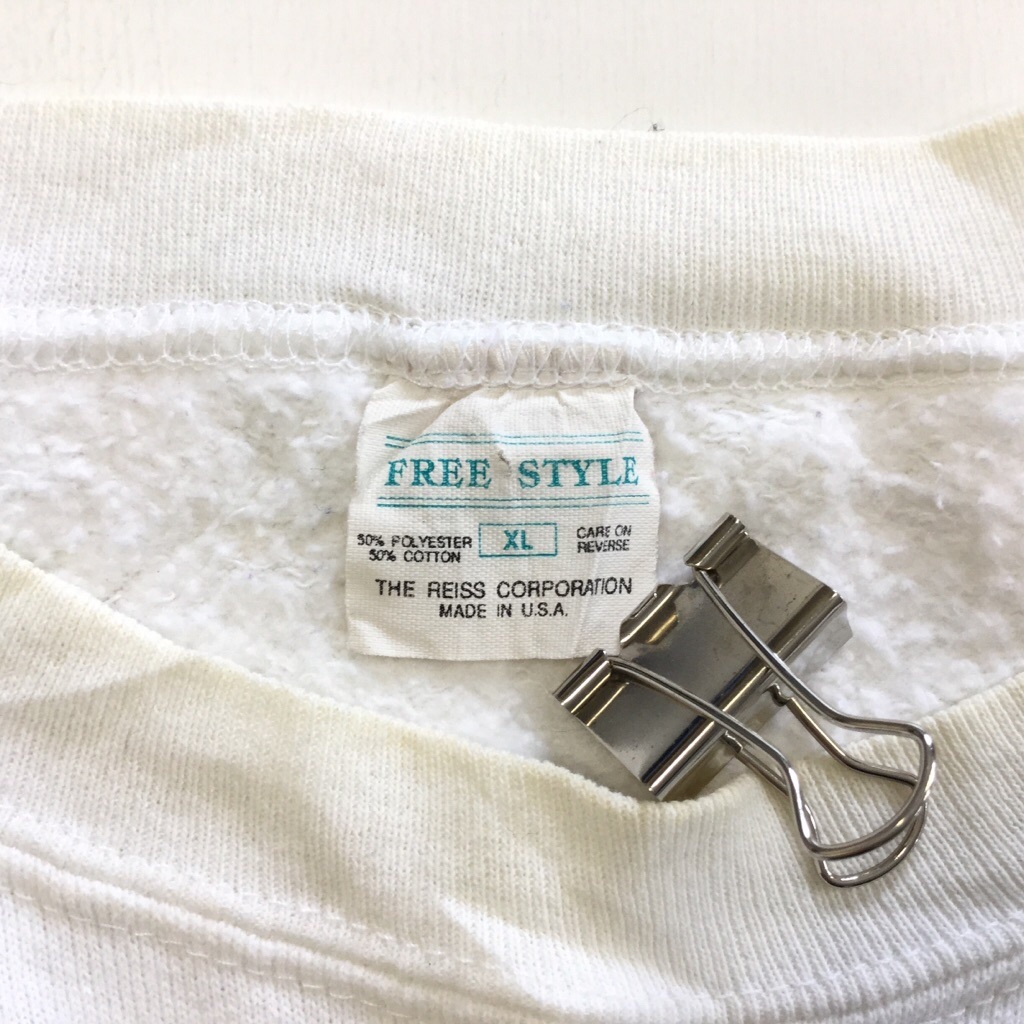 FREE STYLE
50% POLYESTER
50% COTTON
XL
CARE ON
REVERSE
THE REISS CORPORATION
MADE IN U.S.A.